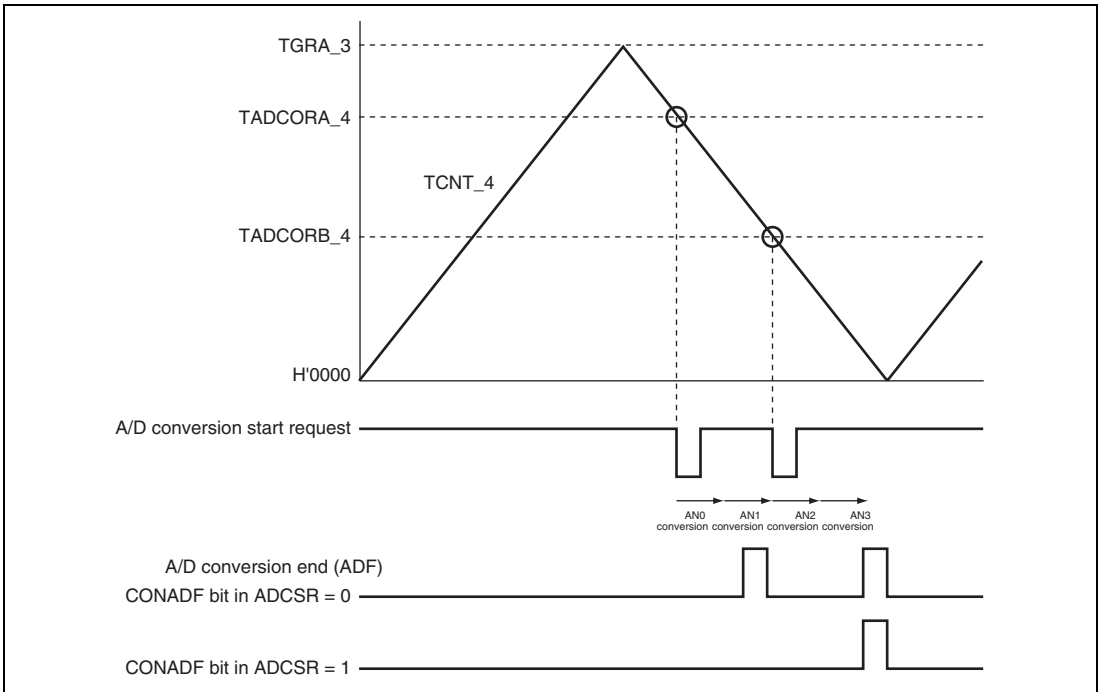 TGRA_3
TADCORA_4
TCNT_4
TADCORB_4
H'0000
A/D conversion start request
AN0 AN1 AN2 AN3
conversion conversion conversion conversion
A/D conversion end (ADF)
CONADF bit in ADCSR = 0
CONADF bit in ADCSR = 1